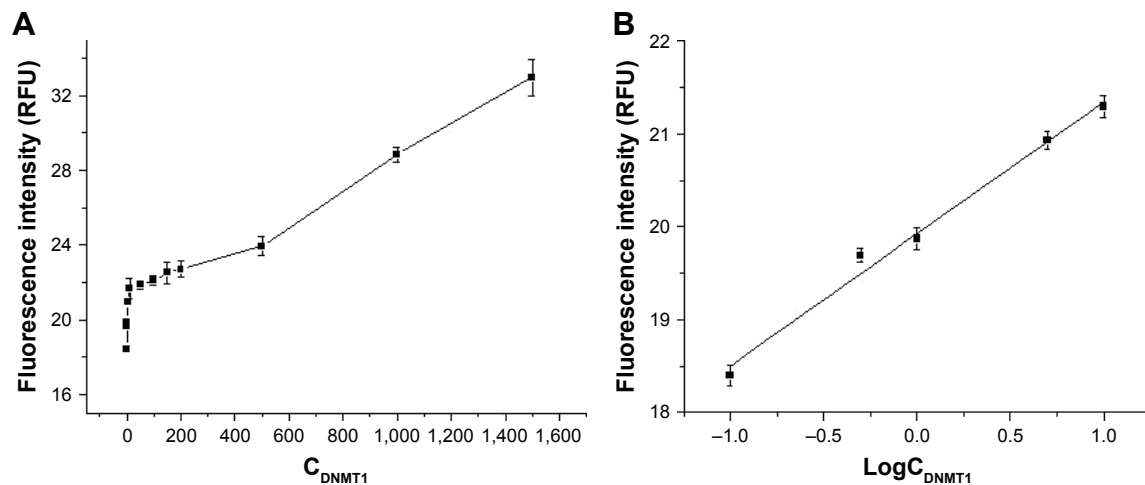 A
Fluorescence intensity (RFU)
32
28
24
20
16
0 200 400 600 800 1,000 1,200 1,400 1,600
C_DNMT1
B
Fluorescence intensity (RFU)
22
21
20
19
18
–1.0 –0.5 0.0 0.5 1.0
LogC_DNMT1